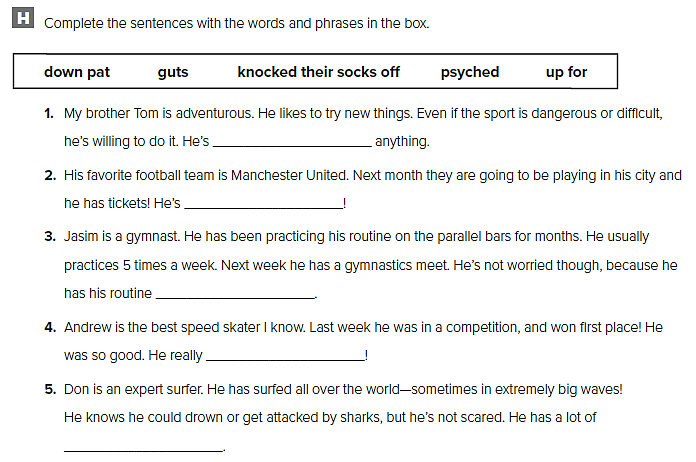 H Complete the sentences with the words and phrases in the box.
down pat guts knocked their socks off psyched up for
1. My brother Tom is adventurous. He likes to try new things. Even if the sport is dangerous or difficult,
he's willing to do it. He's ______________________ anything.
2. His favorite football team is Manchester United. Next month they are going to be playing in his city and
he has tickets! He's ______________________!
3. Jasim is a gymnast. He has been practicing his routine on the parallel bars for months. He usually
practices 5 times a week. Next week he has a gymnastics meet. He's not worried though, because he
has his routine ______________________.
4. Andrew is the best speed skater I know. Last week he was in a competition, and won first place! He
was so good. He really ______________________!
5. Don is an expert surfer. He has surfed all over the world—sometimes in extremely big waves!
He knows he could drown or get attacked by sharks, but he's not scared. He has a lot of
______________________.